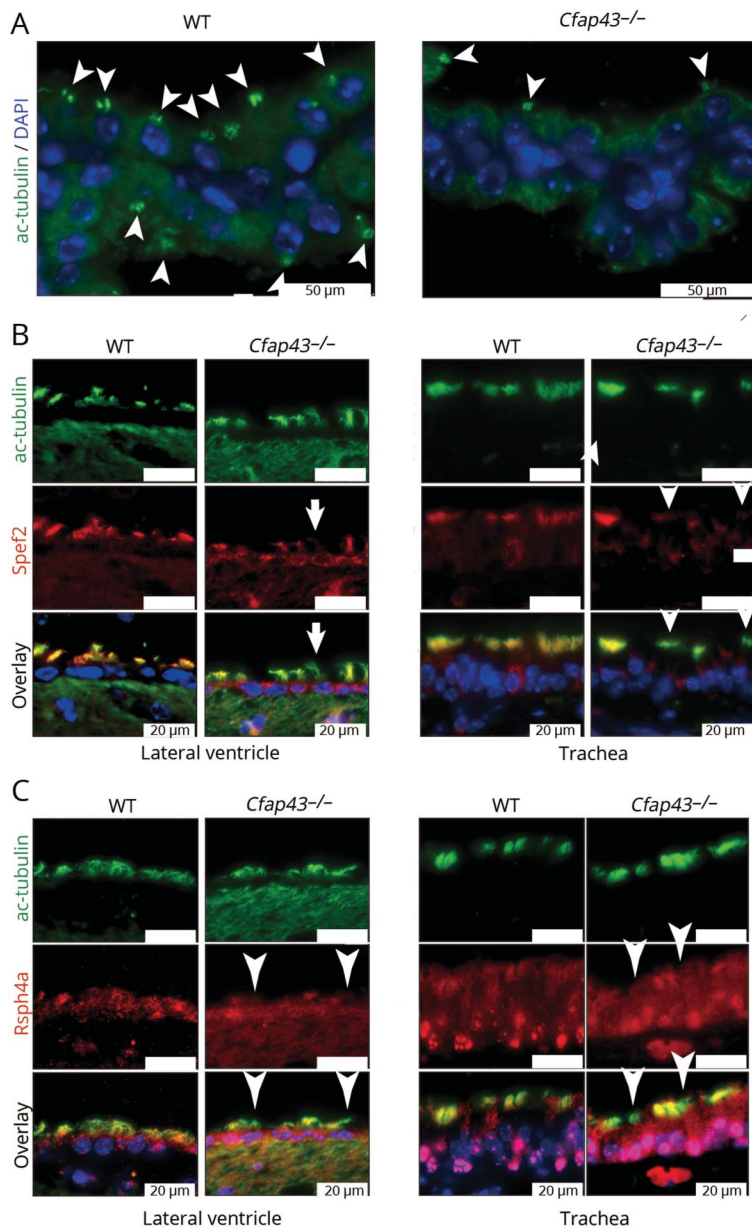 A
WT
Cfap43–/–
ac-tubulin / DAPI
50 µm
50 µm
B
WT
Cfap43–/–
WT
Cfap43–/–
ac-tubulin
Spef2
Overlay
20 µm
20 µm
20 µm
20 µm
Lateral ventricle
Trachea
C
WT
Cfap43–/–
WT
Cfap43–/–
ac-tubulin
Rsph4a
Overlay
20 µm
20 µm
20 µm
20 µm
Lateral ventricle
Trachea